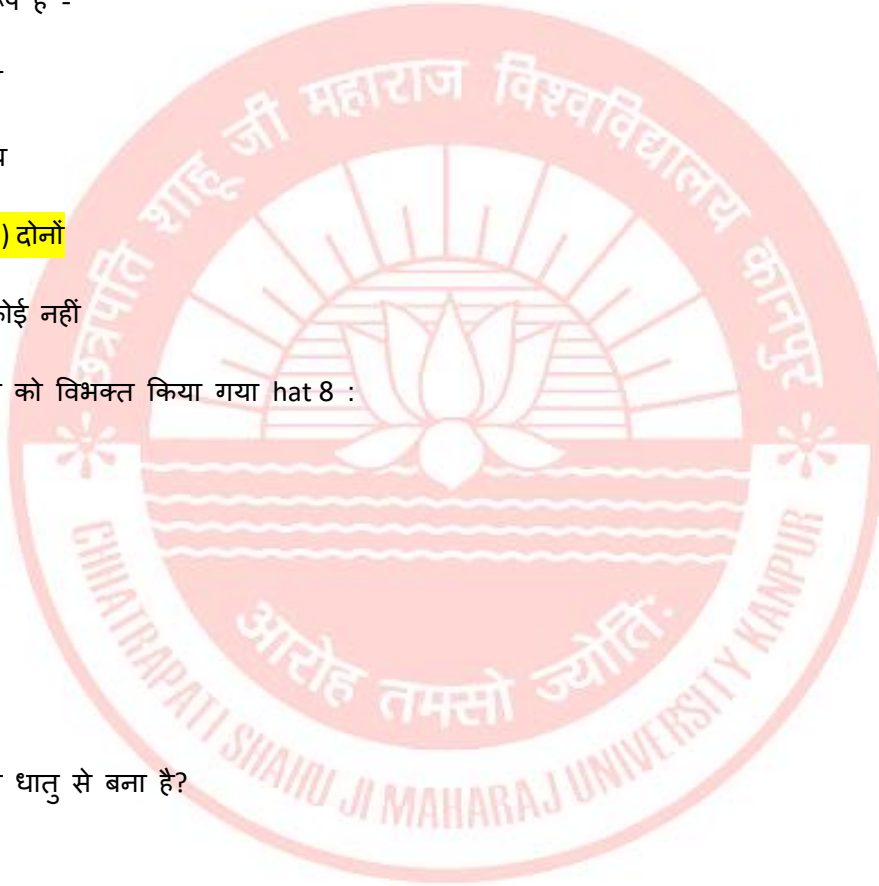 है -
) दोनों
कोई नहीं
को विभक्त किया गया hat 8 :
धातु से बना है?
छत्रपति शाहू जी महाराज विश्वविद्यालय कानपुर
आरोह तमसो ज्योतिः
CHHATRAPATI SHAHU JI MAHARAJ UNIVERSITY KANPUR